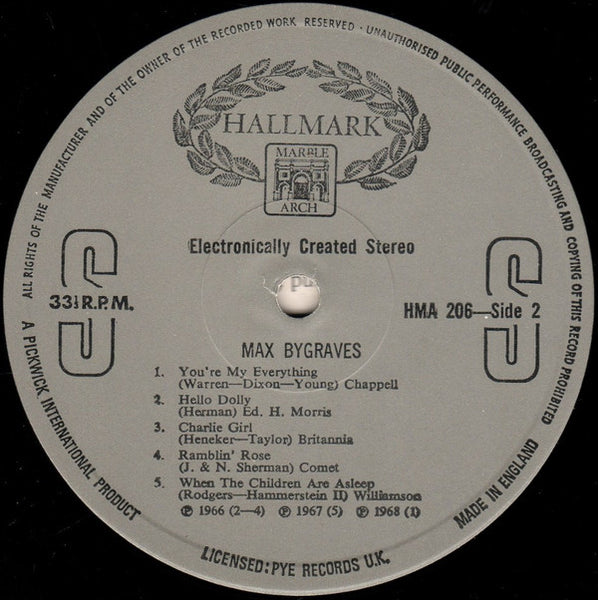 ALL RIGHTS OF THE MANUFACTURER AND OF THE OWNER OF THE RECORDED WORK RESERVED - UNAUTHORISED PUBLIC PERFORMANCE BROADCASTING AND COPYING OF THIS RECORD PROHIBITED
HALLMARK
MARBLE
ARCH
Electronically Created Stereo
33⅓ R.P.M.
HMA 206—Side 2
MAX BYGRAVES
1. You're My Everything
(Warren—Dixon—Young) Chappell
2. Hello Dolly
(Herman) Ed. H. Morris
3. Charlie Girl
(Heneker—Taylor) Britannia
4. Ramblin' Rose
(J. & N. Sherman) Comet
5. When The Children Are Asleep
(Rodgers—Hammerstein II) Williamson
℗ 1966 (2—4) ℗ 1967 (5) ℗ 1968 (1)
A PICKWICK INTERNATIONAL PRODUCT
LICENSED: PYE RECORDS U.K.
MADE IN ENGLAND